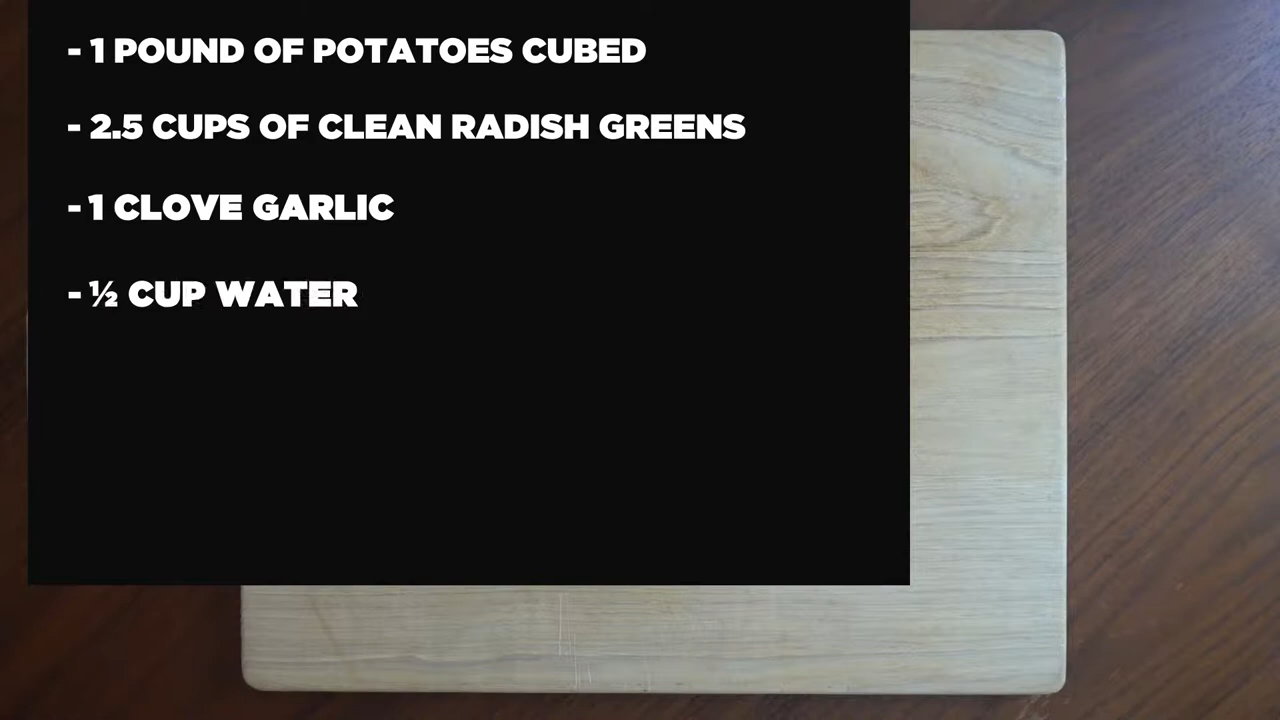 - 1 POUND OF POTATOES CUBED
- 2.5 CUPS OF CLEAN RADISH GREENS
- 1 CLOVE GARLIC
- ½ CUP WATER